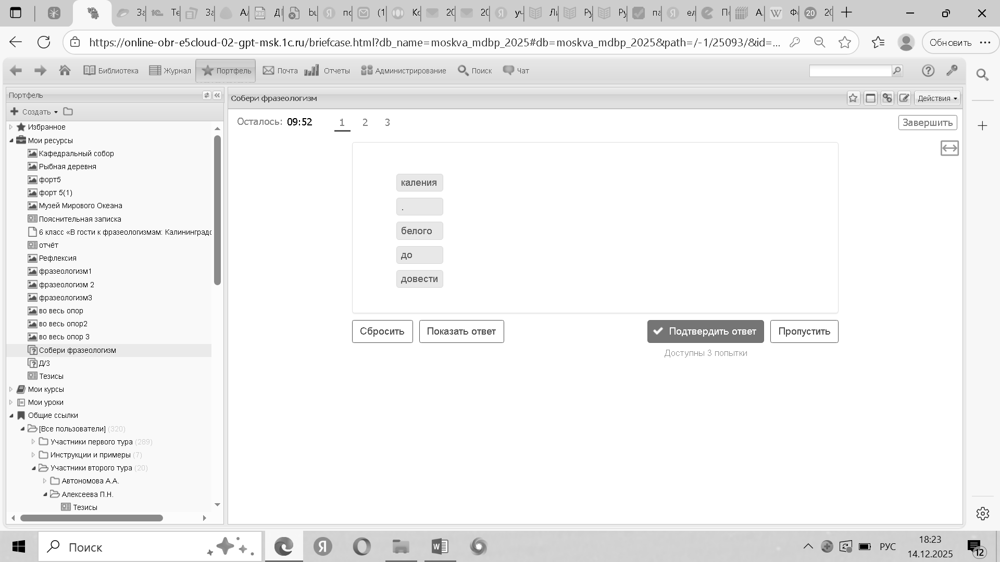 За
Те
За
Ал
ДІ
bu
по
(1
Ко
20
20
уч
Ли
Ру
Ру
па
ел
По
А.
Фе
20
https://online-obr-e5cloud-02-gpt-msk.1c.ru/briefcase.html?db_name=moskva_mdbp_2025#db=moskva_mdbp_2025&path=/-1/25093/&id=...
Обновить
Библиотека
Журнал
Портфель
Почта
Отчеты
Администрирование
Поиск
Чат
Портфель
Создать
Избранное
Мои ресурсы
Кафедральный собор
Рыбная деревня
форт5
форт 5(1)
Музей Мирового Океана
Пояснительная записка
6 класс «В гости к фразеологизмам: Калининградс
отчёт
Рефлексия
фразеологизм1
фразеологизм 2
фразеологизм3
во весь опор
во весь опор2
во весь опор 3
Собери фразеологизм
Д/З
Тезисы
Мои курсы
Мои уроки
Общие ссылки
[Все пользователи] (320)
Участники первого тура (289)
Инструкции и примеры (7)
Участники второго тура (20)
Автономова А.А.
Алексеева П.Н.
Тезисы
Собери фразеологизм
Действия
Осталось: 09:52
1 2 3
Завершить
каления
.
белого
до
довести
Сбросить
Показать ответ
Подтвердить ответ
Пропустить
Доступны 3 попытки
Поиск
РУС
18:23
14.12.2025
12